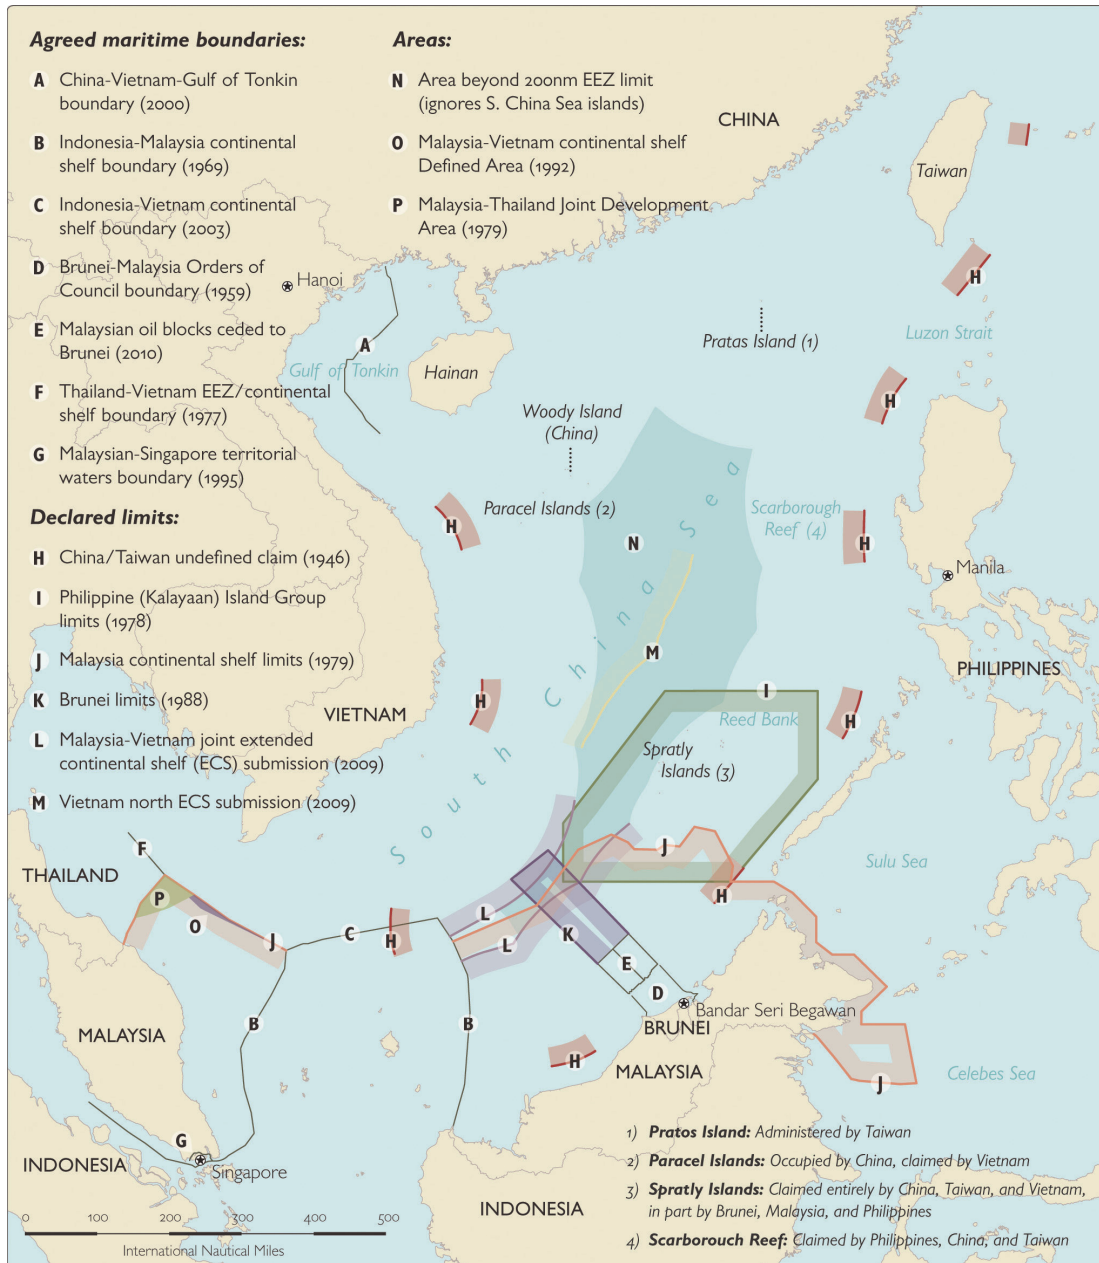 Agreed maritime boundaries:
A China-Vietnam-Gulf of Tonkin
boundary (2000)
B Indonesia-Malaysia continental
shelf boundary (1969)
C Indonesia-Vietnam continental
shelf boundary (2003)
D Brunei-Malaysia Orders of
Council boundary (1959)
E Malaysian oil blocks ceded to
Brunei (2010)
F Thailand-Vietnam EEZ/continental
shelf boundary (1977)
G Malaysian-Singapore territorial
waters boundary (1995)
Declared limits:
H China/Taiwan undefined claim (1946)
I Philippine (Kalayaan) Island Group
limits (1978)
J Malaysia continental shelf limits (1979)
K Brunei limits (1988)
L Malaysia-Vietnam joint extended
continental shelf (ECS) submission (2009)
M Vietnam north ECS submission (2009)
Areas:
N Area beyond 200nm EEZ limit
(ignores S. China Sea islands)
O Malaysia-Vietnam continental shelf
Defined Area (1992)
P Malaysia-Thailand Joint Development
Area (1979)
CHINA
Taiwan
Hanoi
H
Luzon Strait
Pratas Island (1)
A
Gulf of Tonkin
Hainan
H
Woody Island
(China)
Paracel Islands (2)
Scarborough
Reef (4)
H
N
H
Manila
South China Sea
M
PHILIPPINES
I
H
VIETNAM
Reed Bank
H
Spratly
Islands (3)
F
J
Sulu Sea
THAILAND
P
H
O
L
C
K
J
H
L
E
D
Bandar Seri Begawan
B
B
BRUNEI
MALAYSIA
H
MALAYSIA
Celebes Sea
J
G
INDONESIA
Singapore
INDONESIA
0 100 200 300 400 500
International Nautical Miles
1) Pratos Island: Administered by Taiwan
2) Paracel Islands: Occupied by China, claimed by Vietnam
3) Spratly Islands: Claimed entirely by China, Taiwan, and Vietnam,
in part by Brunei, Malaysia, and Philippines
4) Scarborouch Reef: Claimed by Philippines, China, and Taiwan